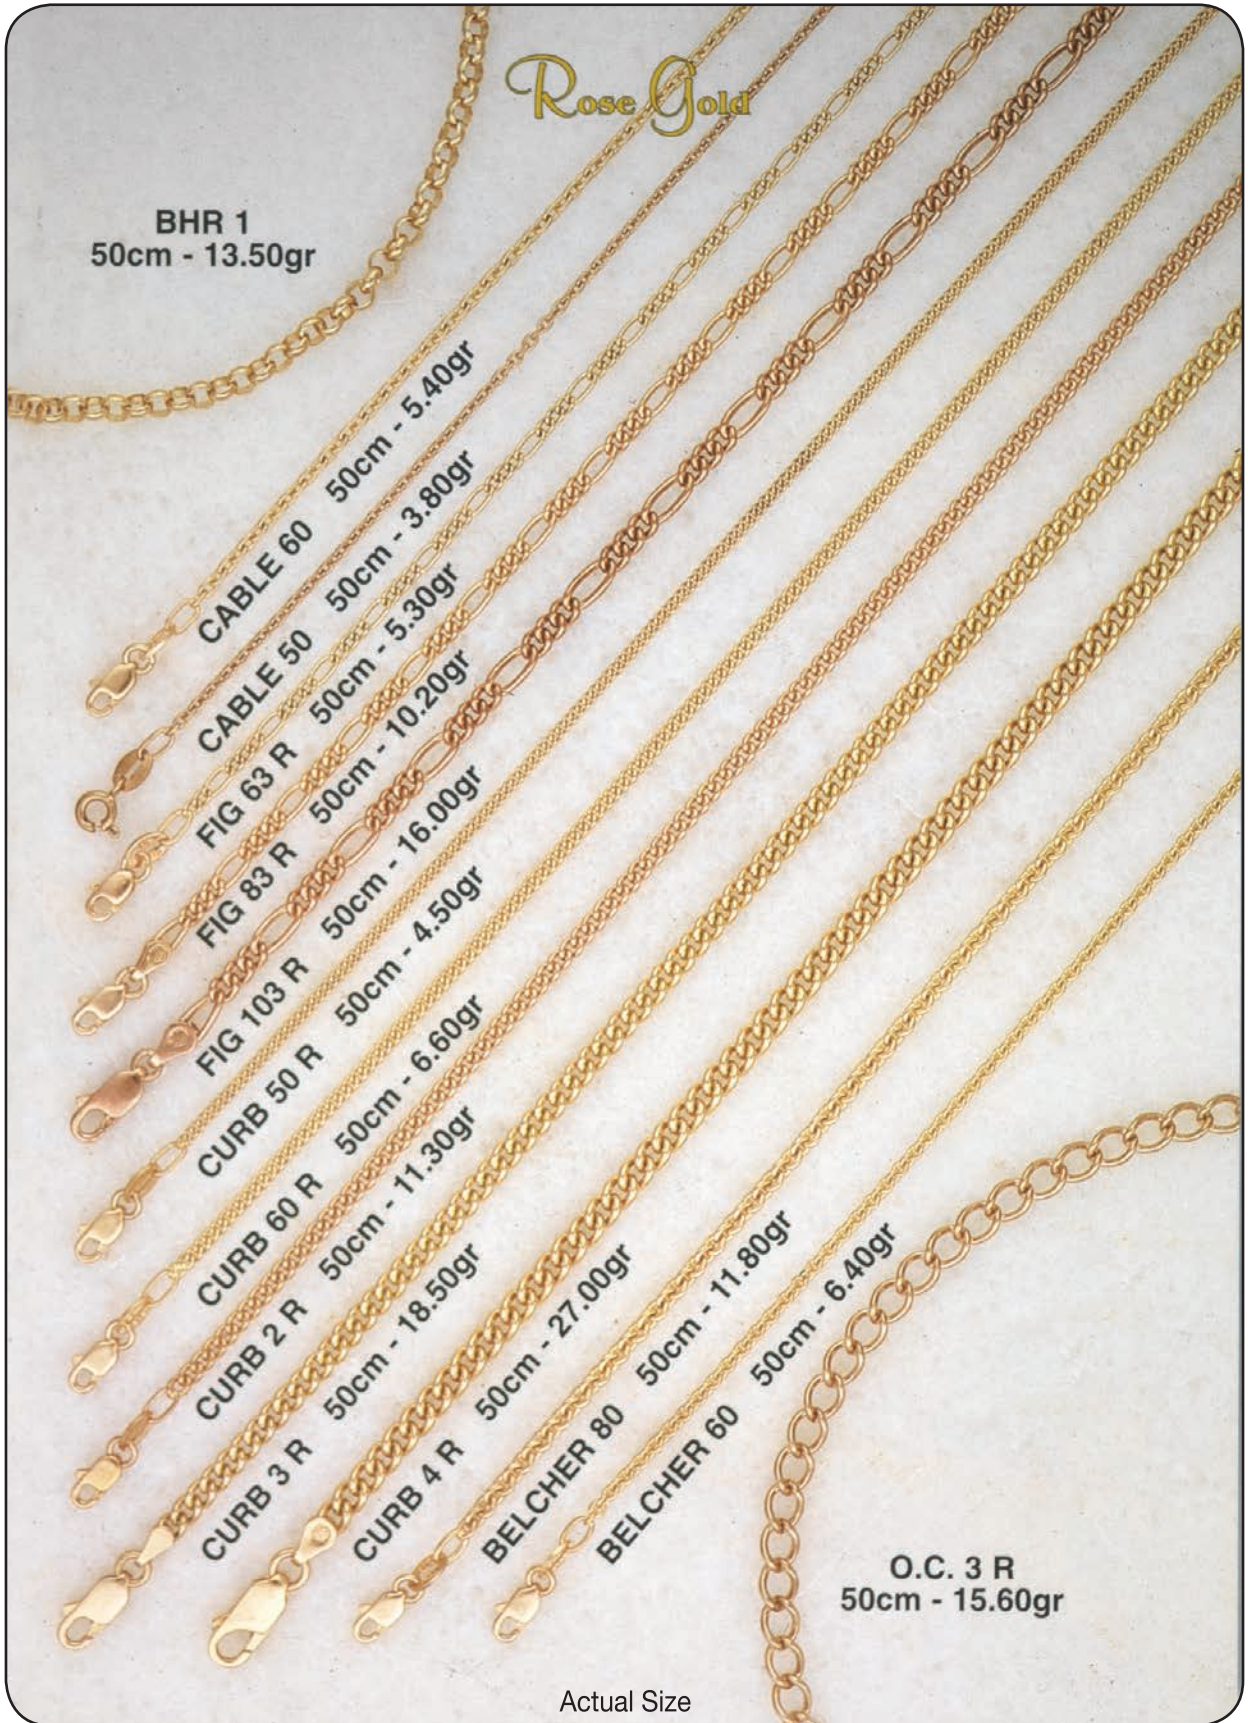 Rose Gold
BHR 1
50cm - 13.50gr
CABLE 60 50cm - 5.40gr
CABLE 50 50cm - 3.80gr
FIG 63 R 50cm - 5.30gr
FIG 83 R 50cm - 10.20gr
FIG 103 R 50cm - 16.00gr
CURB 50 R 50cm - 4.50gr
CURB 60 R 50cm - 6.60gr
CURB 2 R 50cm - 11.30gr
CURB 3 R 50cm - 18.50gr
CURB 4 R 50cm - 27.00gr
BELCHER 80 50cm - 11.80gr
BELCHER 60 50cm - 6.40gr
O.C. 3 R
50cm - 15.60gr
Actual Size